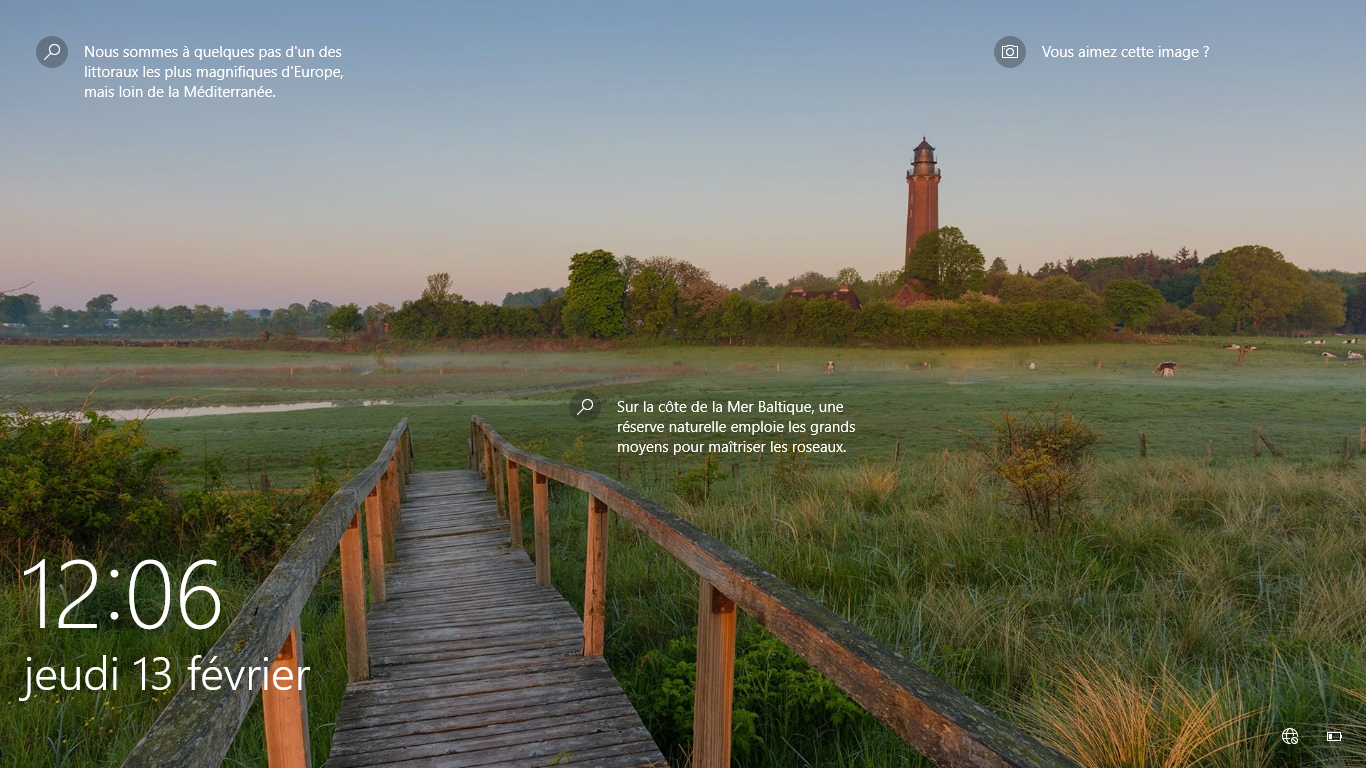 Nous sommes à quelques pas d'un des
littoraux les plus magnifiques d'Europe,
mais loin de la Méditerranée.
Vous aimez cette image ?
Sur la côte de la Mer Baltique, une
réserve naturelle emploie les grands
moyens pour maîtriser les roseaux.
12:06
jeudi 13 février